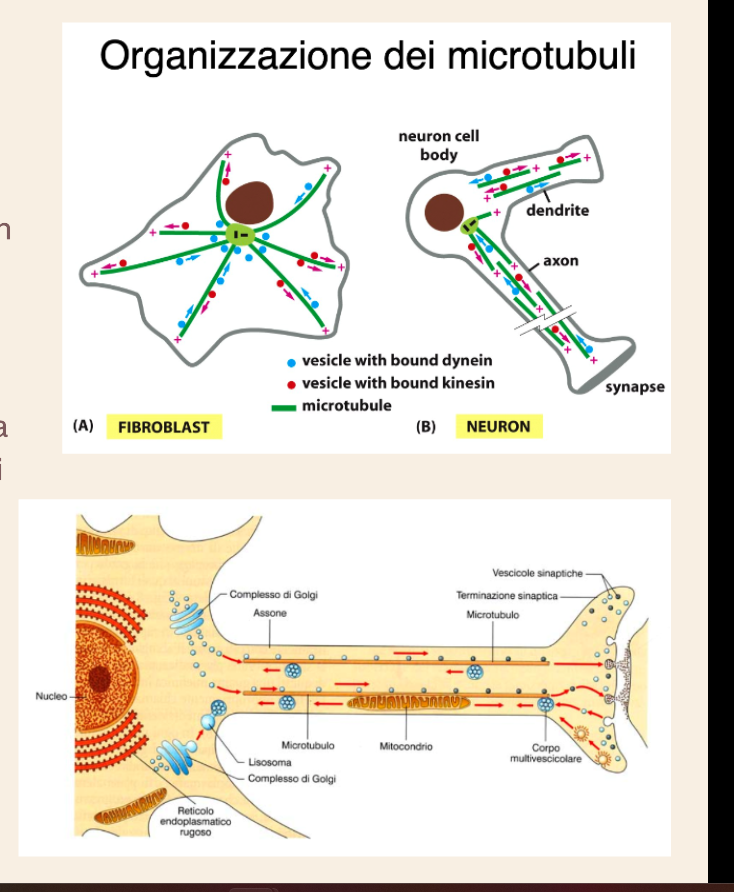 Organizzazione dei microtubuli
n
a
i
neuron cell
body
dendrite
axon
synapse
+
+
+
+
+
+
+
-
+
+
+
-
+
+
+
+
vesicle with bound dynein
vesicle with bound kinesin
microtubule
(A) FIBROBLAST
(B) NEURON
Vescicole sinaptiche
Complesso di Golgi
Terminazione sinaptica
Assone
Microtubulo
Nucleo
Microtubulo
Mitocondrio
Corpo
multivescicolare
Lisosoma
Complesso di Golgi
Reticolo
endoplasmatico
rugoso